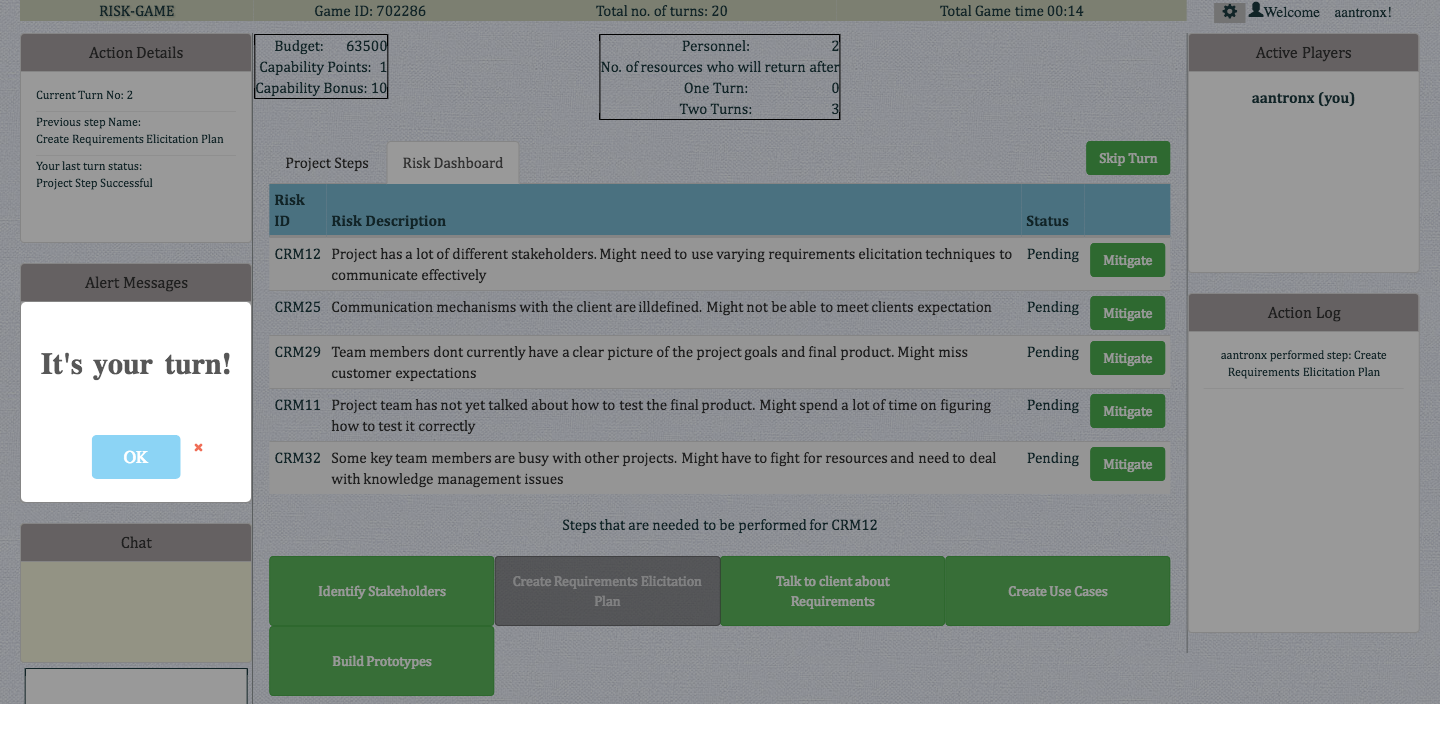 RISK-GAME Game ID: 702286 Total no. of turns: 20 Total Game time 00:14
Welcome aantronx!
Action Details
Current Turn No: 2
Previous step Name:
Create Requirements Elicitation Plan
Your last turn status:
Project Step Successful
Alert Messages
It's your turn!
OK
Chat
Budget: 63500
Capability Points: 1
Capability Bonus: 10
Personnel: 2
No. of resources who will return after
One Turn: 0
Two Turns: 3
Project Steps
Risk Dashboard
Skip Turn
Risk
ID
Risk Description
Status
CRM12 Project has a lot of different stakeholders. Might need to use varying requirements elicitation techniques to Pending Mitigate
communicate effectively
CRM25 Communication mechanisms with the client are illdefined. Might not be able to meet clients expectation Pending Mitigate
CRM29 Team members dont currently have a clear picture of the project goals and final product. Might miss Pending Mitigate
customer expectations
CRM11 Project team has not yet talked about how to test the final product. Might spend a lot of time on figuring Pending Mitigate
how to test it correctly
CRM32 Some key team members are busy with other projects. Might have to fight for resources and need to deal Pending Mitigate
with knowledge management issues
Steps that are needed to be performed for CRM12
Identify Stakeholders
Create Requirements Elicitation
Plan
Talk to client about
Requirements
Create Use Cases
Build Prototypes
Active Players
aantronx (you)
Action Log
aantronx performed step: Create
Requirements Elicitation Plan